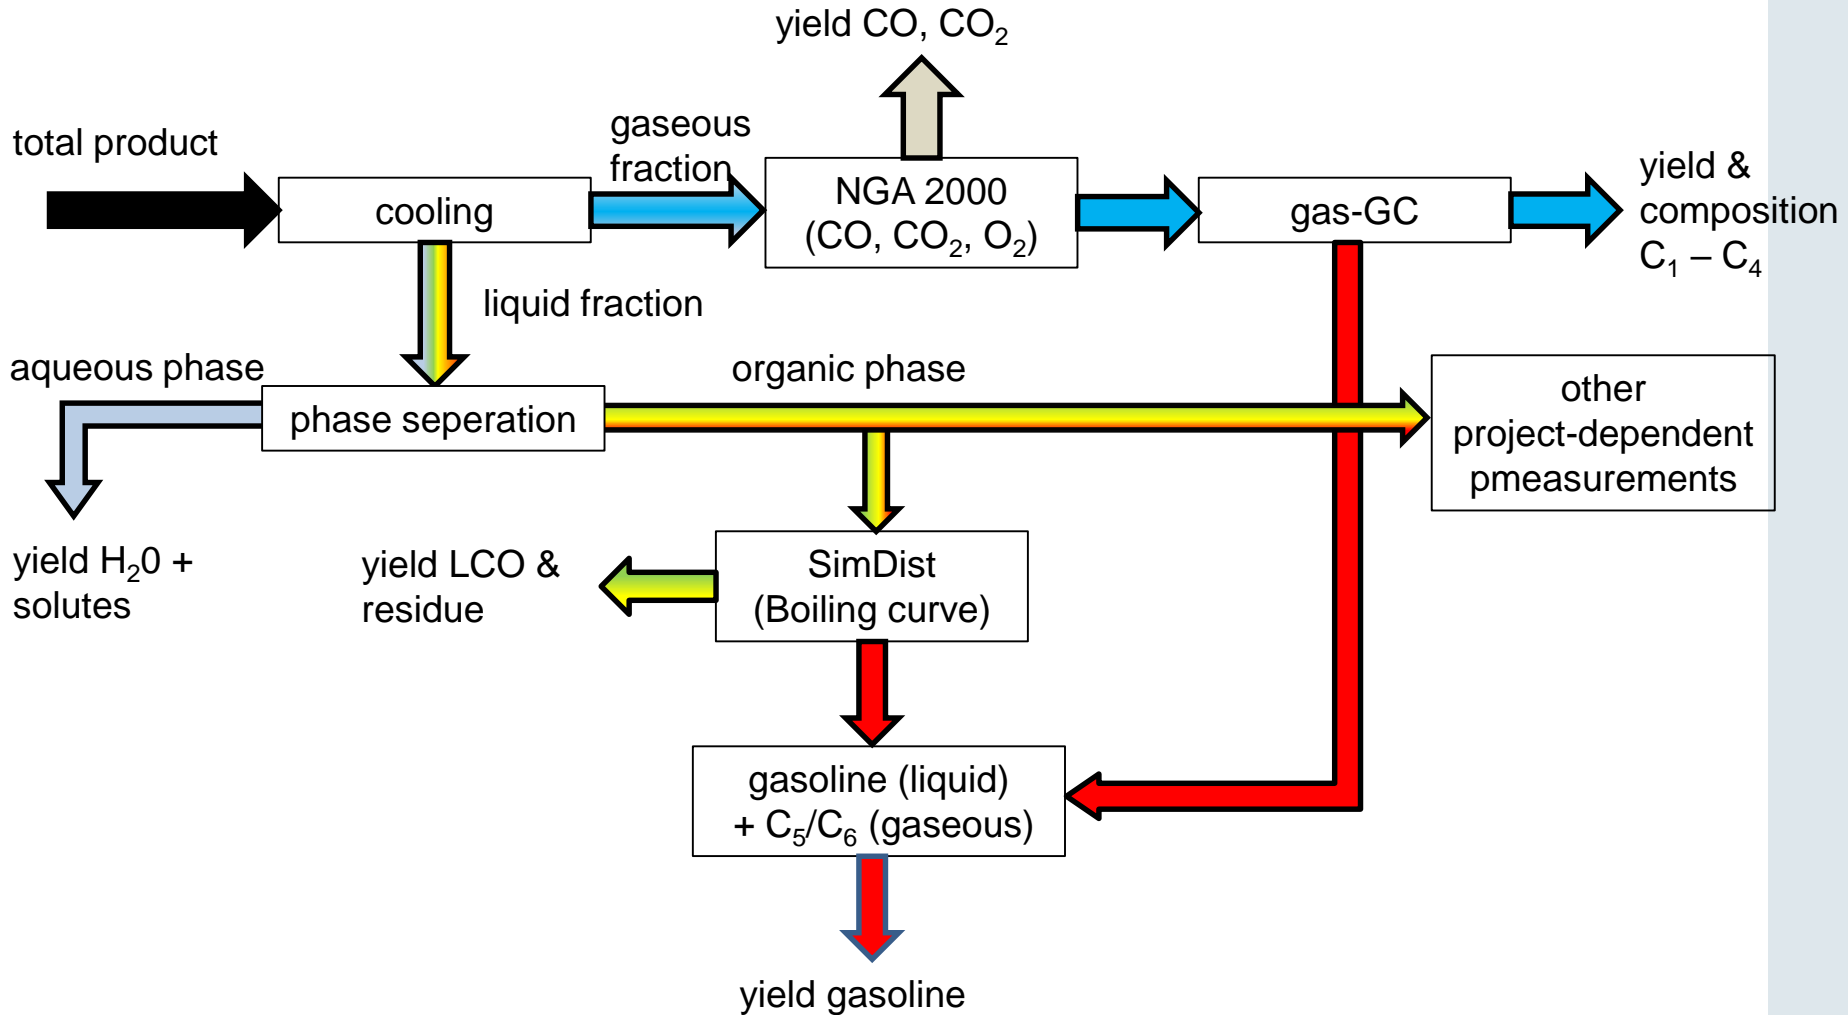 yield CO, CO₂
total product
gaseous
fraction
cooling
NGA 2000
(CO, CO₂, O₂)
gas-GC
yield &
composition
C₁ – C₄
liquid fraction
aqueous phase
organic phase
phase seperation
other
project-dependent
pmeasurements
yield H₂0 +
solutes
yield LCO &
residue
SimDist
(Boiling curve)
gasoline (liquid)
+ C₅/C₆ (gaseous)
yield gasoline